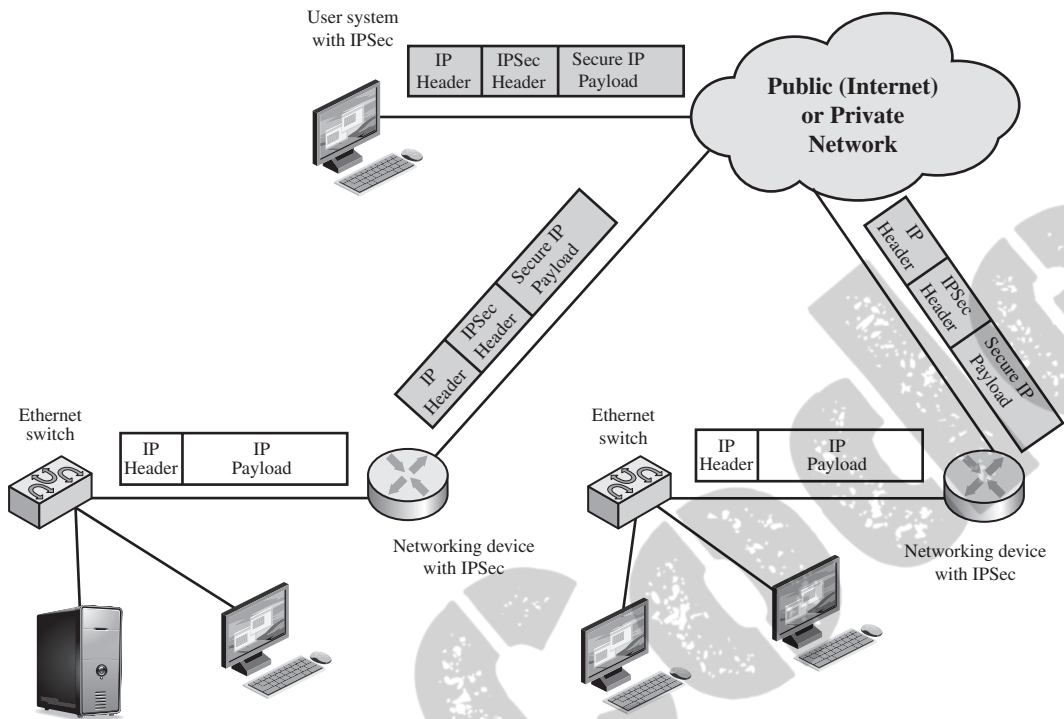 User system
with IPSec
IP
Header
IPSec
Header
Secure IP
Payload
Public (Internet)
or Private
Network
IP
Header
IPSec
Header
Secure IP
Payload
IP
Header
IPSec
Header
Secure IP
Payload
Ethernet
switch
IP
Header
IP
Payload
Networking device
with IPSec
Ethernet
switch
IP
Header
IP
Payload
Networking device
with IPSec